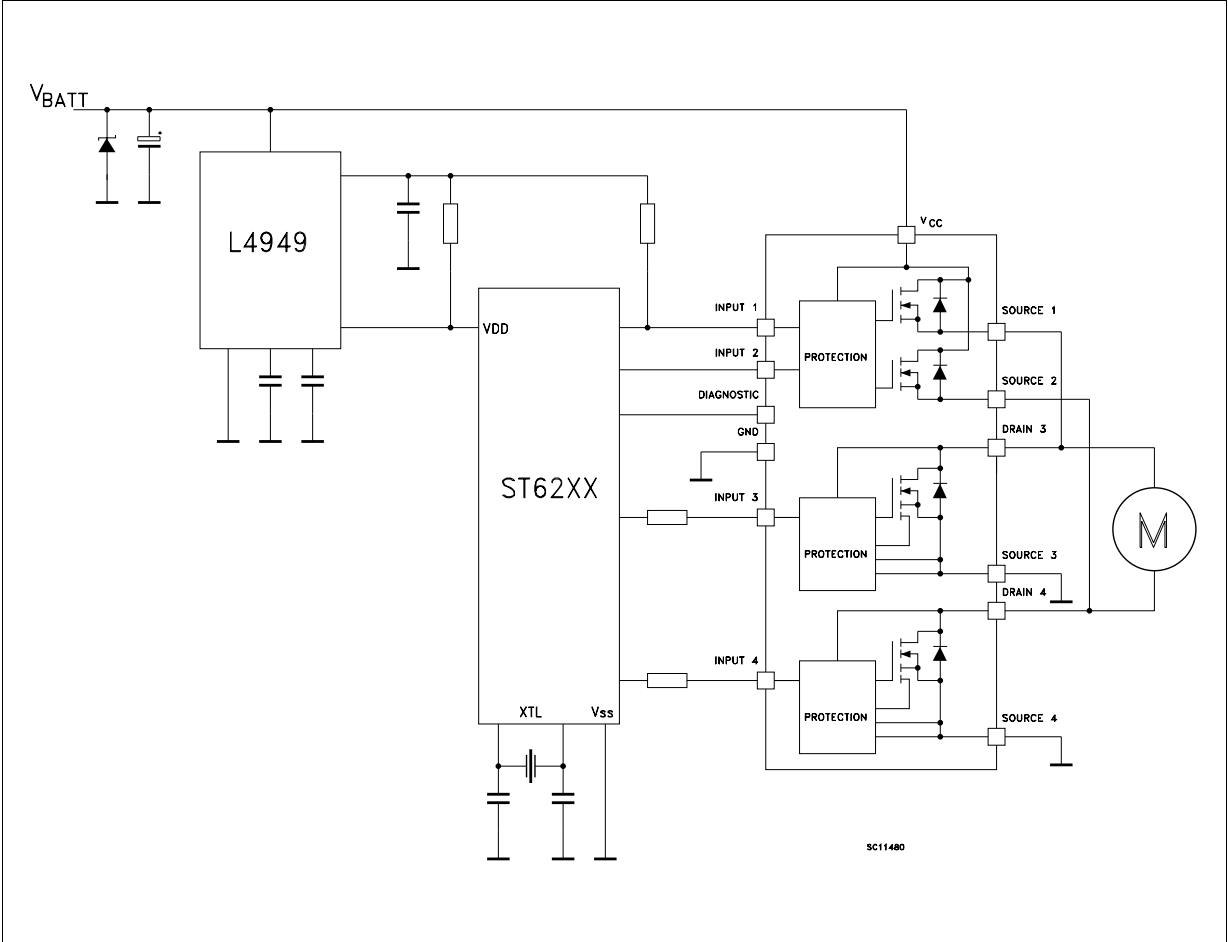 VBATT
L4949
VCC
VDD
INPUT 1
SOURCE 1
INPUT 2
PROTECTION
SOURCE 2
DIAGNOSTIC
GND
DRAIN 3
ST62XX
INPUT 3
PROTECTION
M
SOURCE 3
DRAIN 4
INPUT 4
PROTECTION
XTL
Vss
SOURCE 4
SC11480